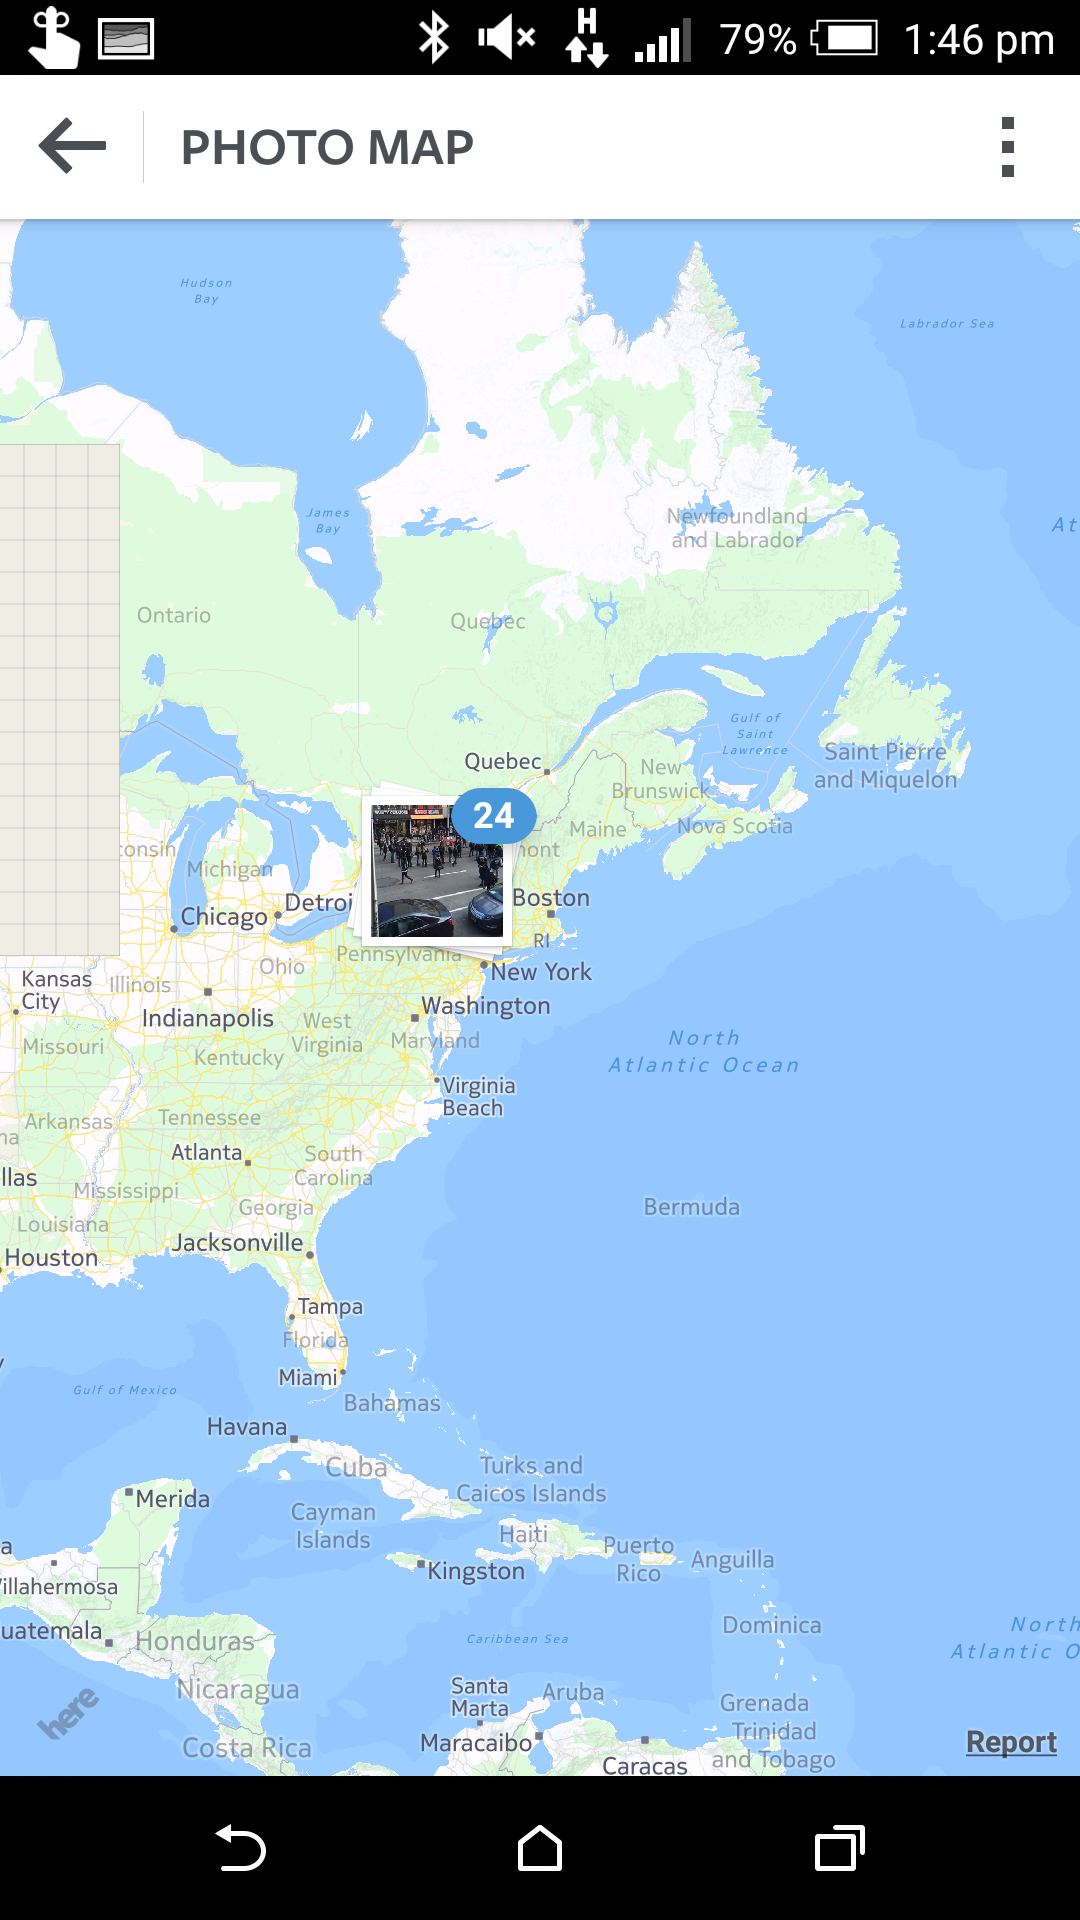 H
79%
1:46 pm
PHOTO MAP
Hudson
Bay
Labrador Sea
James
Bay
Newfoundland
and Labrador
At
Ontario
Quebec
Gulf of
Saint
Lawrence
Quebec
New
Brunswick
Saint Pierre
and Miquelon
24
Maine
Nova Scotia
consin
mont
Michigan
Detroi
Boston
Chicago
RI
Pennsylvania
Ohio
New York
Kansas
City
Illinois
Indianapolis
Washington
West
Virginia
Maryland
North
Atlantic Ocean
Missouri
Kentucky
Virginia
Beach
Arkansas
Tennessee
ma
Atlanta
South
Carolina
llas
Mississippi
Georgia
Bermuda
Louisiana
Jacksonville
Houston
Tampa
Florida
Miami
Gulf of Mexico
Bahamas
Havana
Cuba
Turks and
Caicos Islands
Merida
Cayman
Islands
Haiti
Puerto
Rico
Anguilla
a
Kingston
illahermosa
Dominica
uatemala
Honduras
Caribbean Sea
North
Atlantic O
Nicaragua
Santa
Marta
Aruba
Grenada
here
Trinidad
and Tobago
Costa Rica
Maracaibo
Caracas
Report